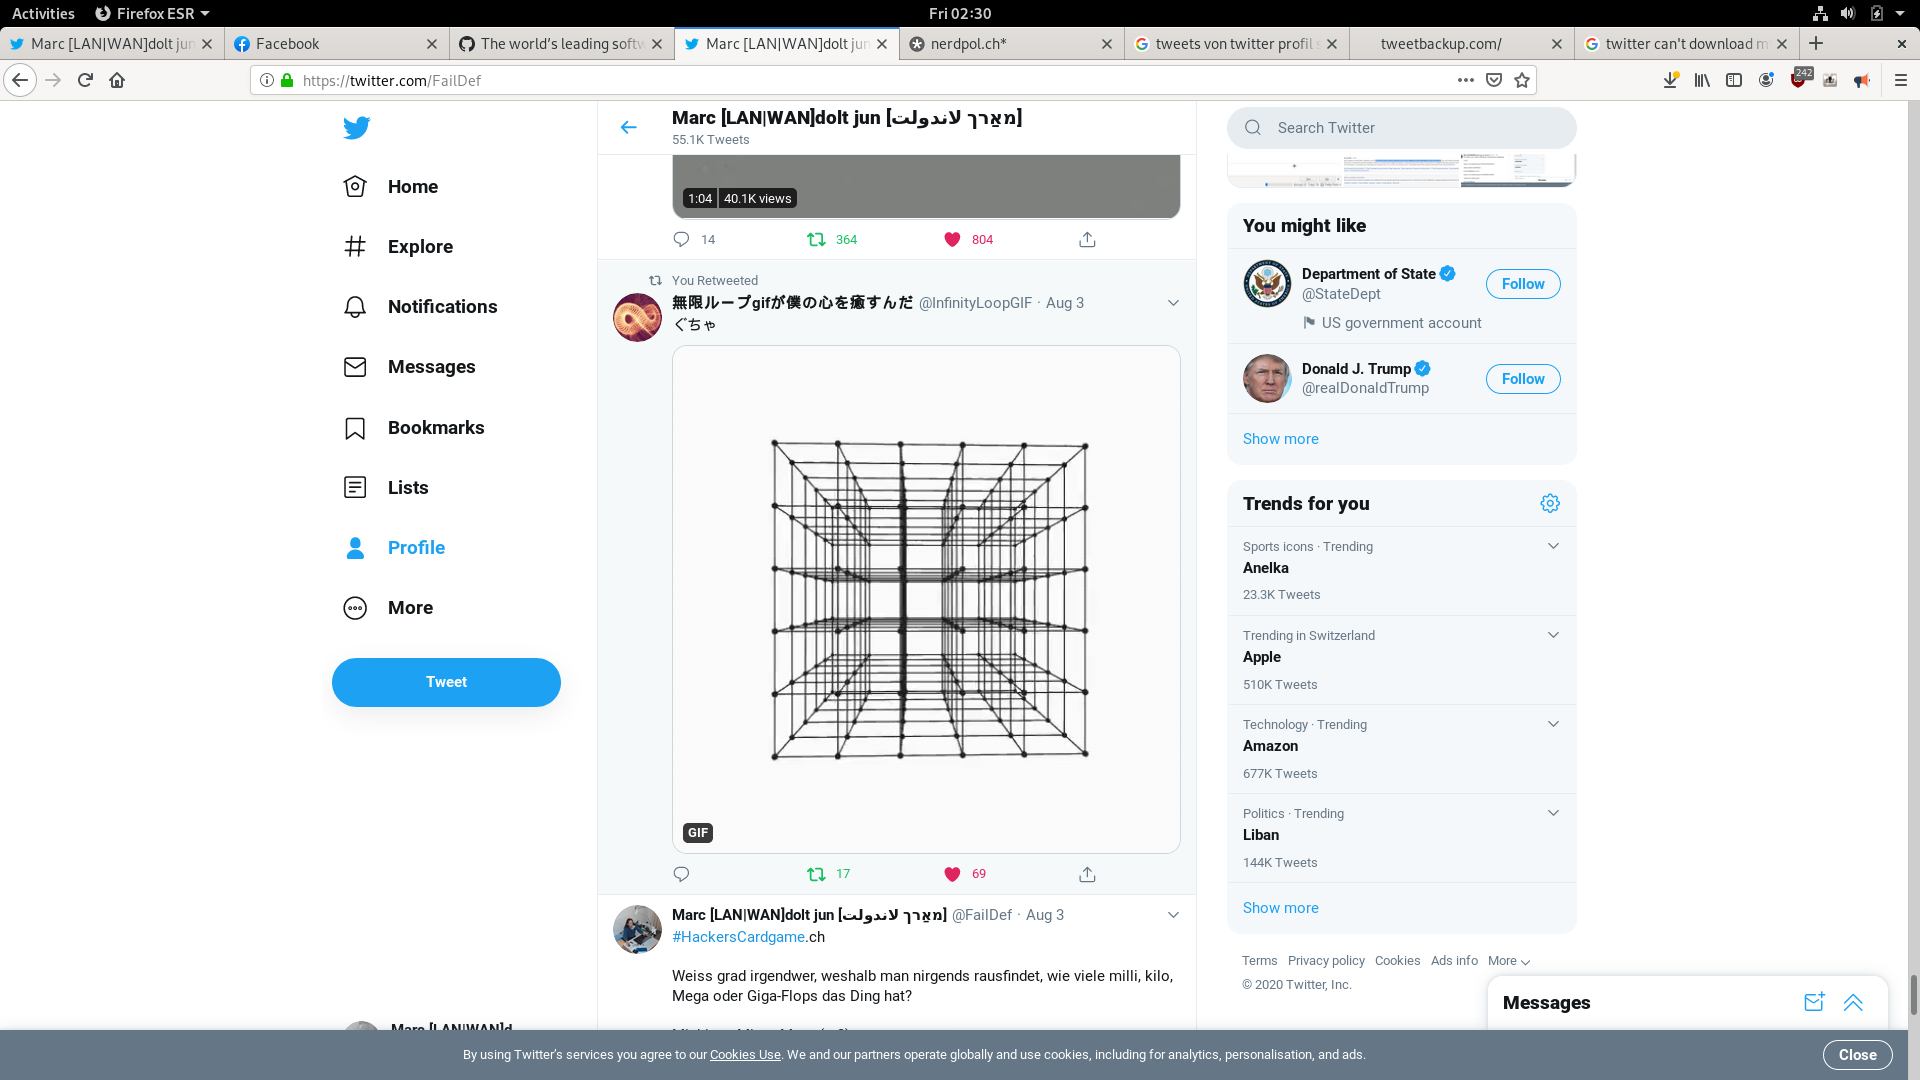 Activities
Firefox ESR
Fri 02:30
Marc [LAN|WAN]dolt jun
Facebook
The world’s leading softw
Marc [LAN|WAN]dolt jun
nerdpol.ch*
tweets von twitter profil s
tweetbackup.com/
twitter can't download m
https://twitter.com/FailDef
242
Home
Explore
Notifications
Messages
Bookmarks
Lists
Profile
More
Tweet
Marc [LAN|WAN]d
Marc [LAN|WAN]dolt jun [מאַרך לאנدولت]
55.1K Tweets
1:04
40.1K views
14
364
804
You Retweeted
無限ループgifが僕の心を癒すんだ @InfinityLoopGIF · Aug 3
ぐちゃ
GIF
17
69
Marc [LAN|WAN]dolt jun [מאַרך لاندولت] @FailDef · Aug 3
#HackersCardgame.ch
Weiss grad irgendwer, weshalb man nirgends rausfindet, wie viele milli, kilo,
Mega oder Giga-Flops das Ding hat?
Search Twitter
You might like
Department of State
@StateDept
US government account
Follow
Donald J. Trump
@realDonaldTrump
Follow
Show more
Trends for you
Sports icons · Trending
Anelka
23.3K Tweets
Trending in Switzerland
Apple
510K Tweets
Technology · Trending
Amazon
677K Tweets
Politics · Trending
Liban
144K Tweets
Show more
Terms Privacy policy Cookies Ads info More
© 2020 Twitter, Inc.
Messages
By using Twitter’s services you agree to our Cookies Use. We and our partners operate globally and use cookies, including for analytics, personalisation, and ads.
Close